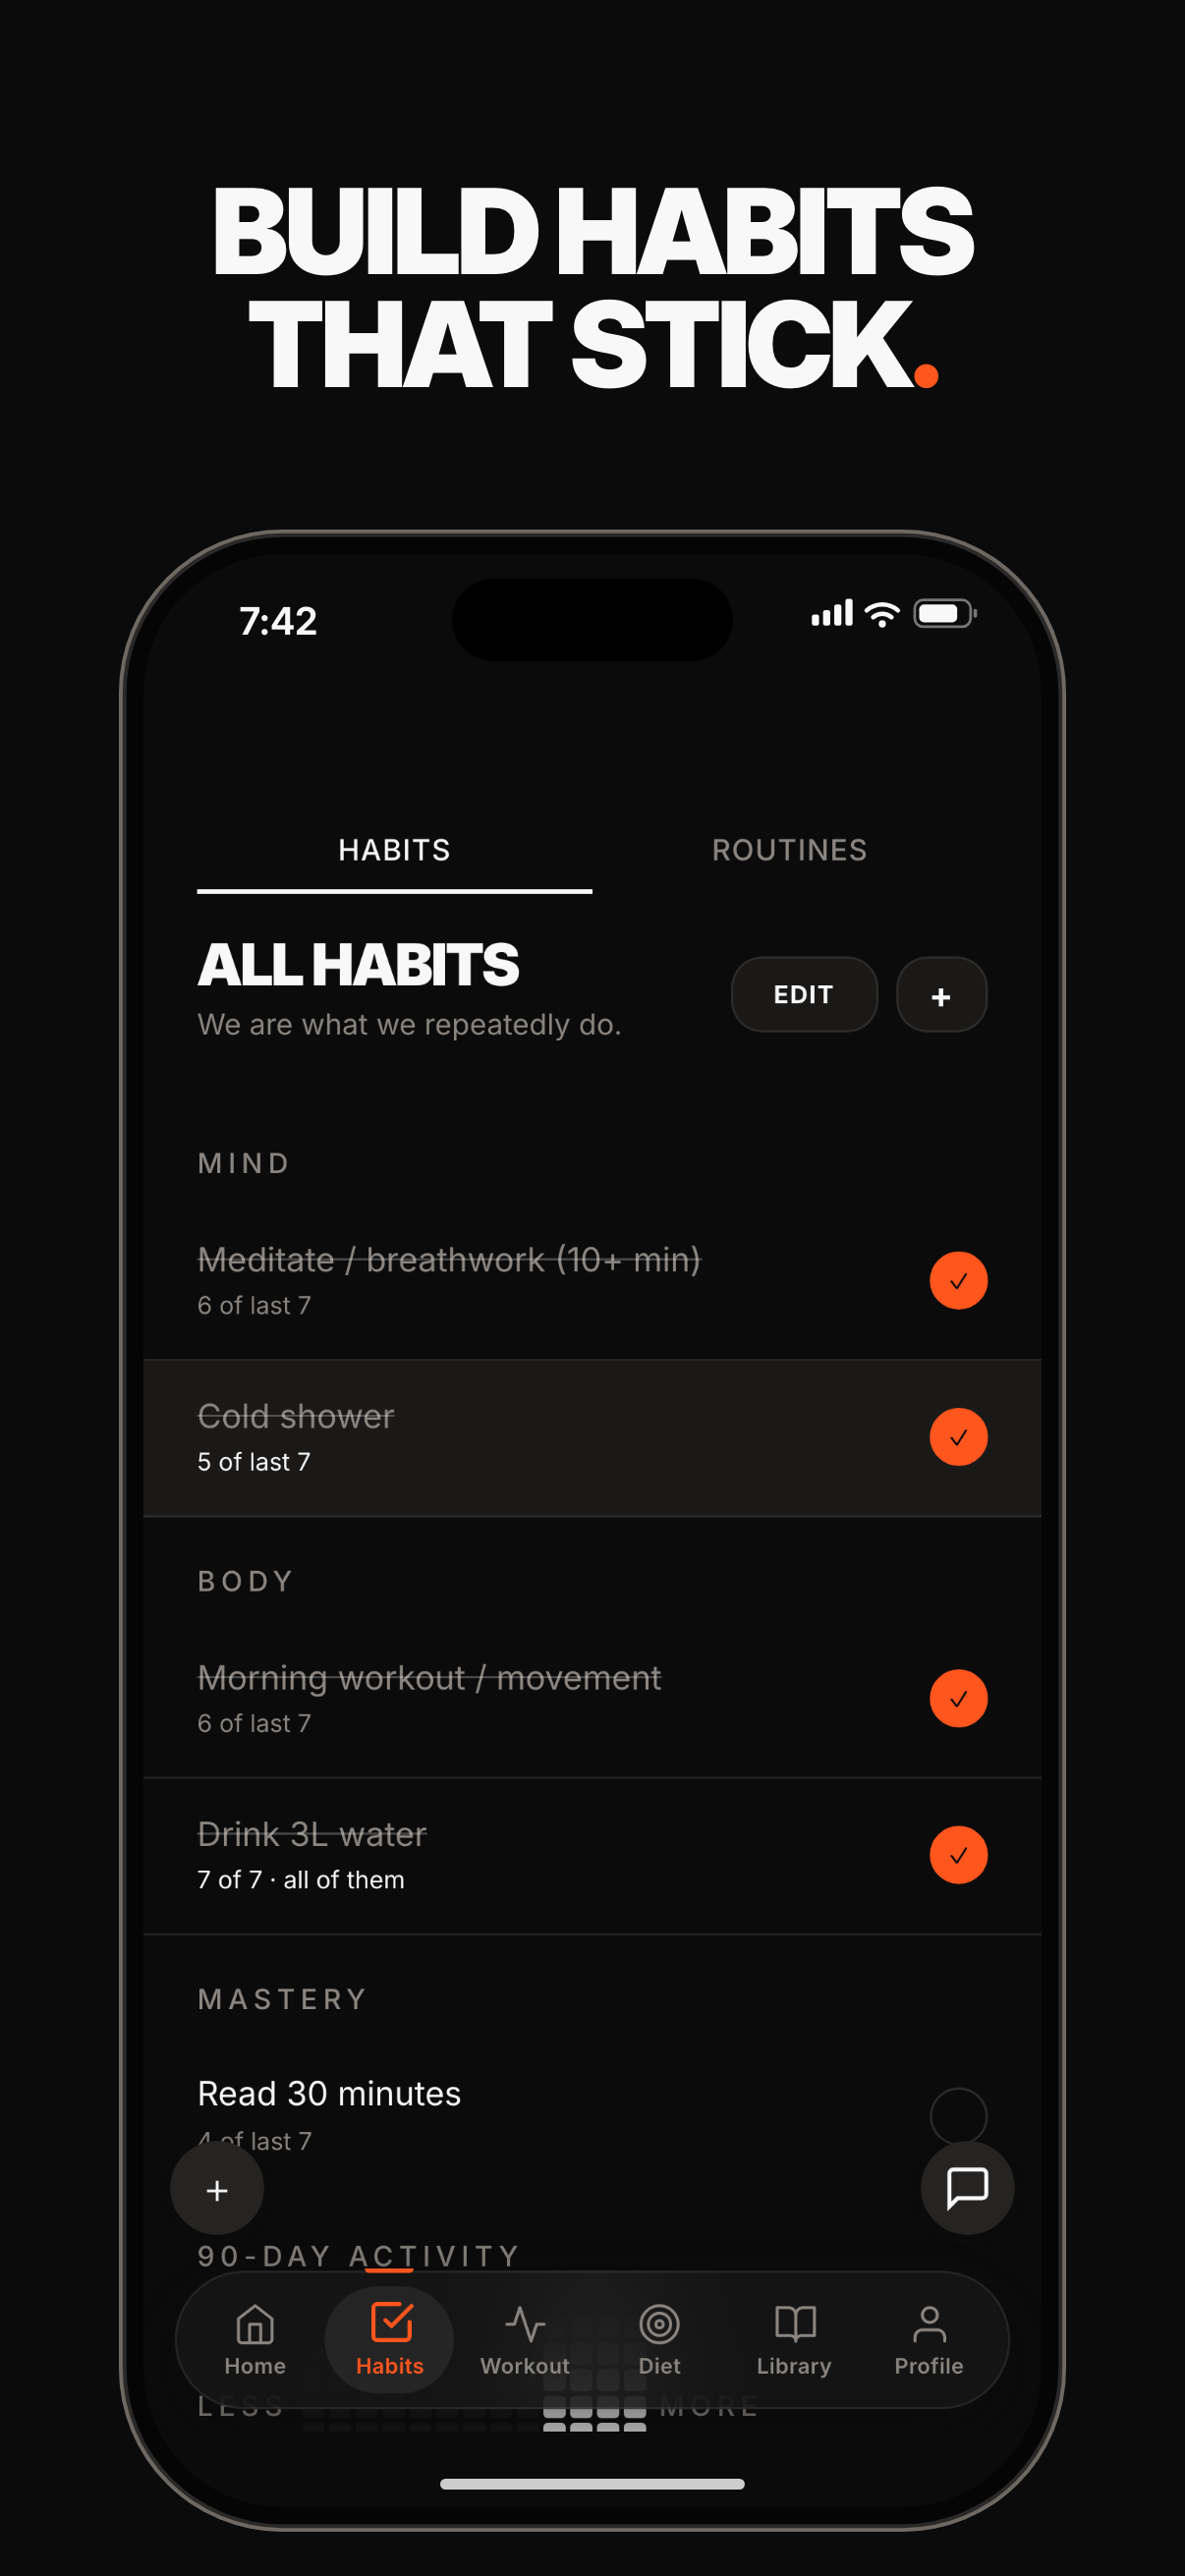 BUILD HABITS
THAT STICK.
7:42
HABITS
ROUTINES
ALL HABITS
We are what we repeatedly do.
EDIT
+
MIND
Meditate / breathwork (10+ min)
6 of last 7
Cold shower
5 of last 7
BODY
Morning workout / movement
6 of last 7
Drink 3L water
7 of 7 · all of them
MASTERY
Read 30 minutes
4 of last 7
+
90-DAY ACTIVITY
Home
Habits
Workout
Diet
Library
Profile
LESS
MORE